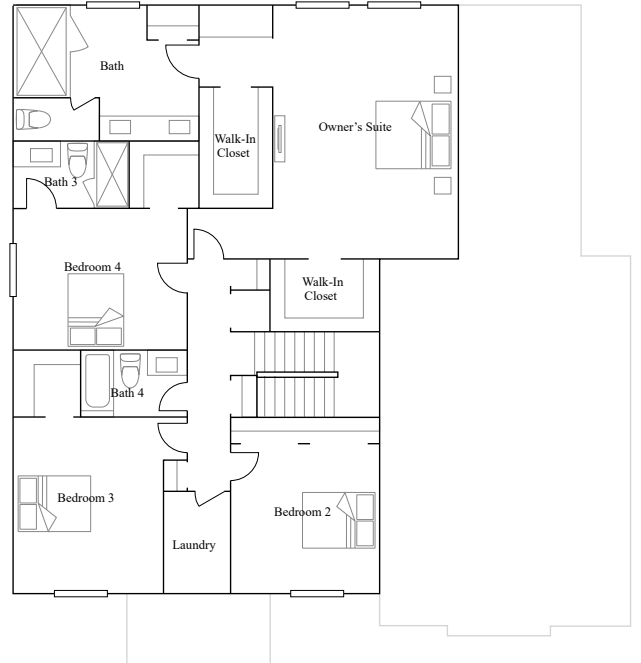 Bath
Owner's Suite
Walk-In
Closet
Bath 3
Bedroom 4
Walk-In
Closet
Bath 4
Bedroom 3
Bedroom 2
Laundry